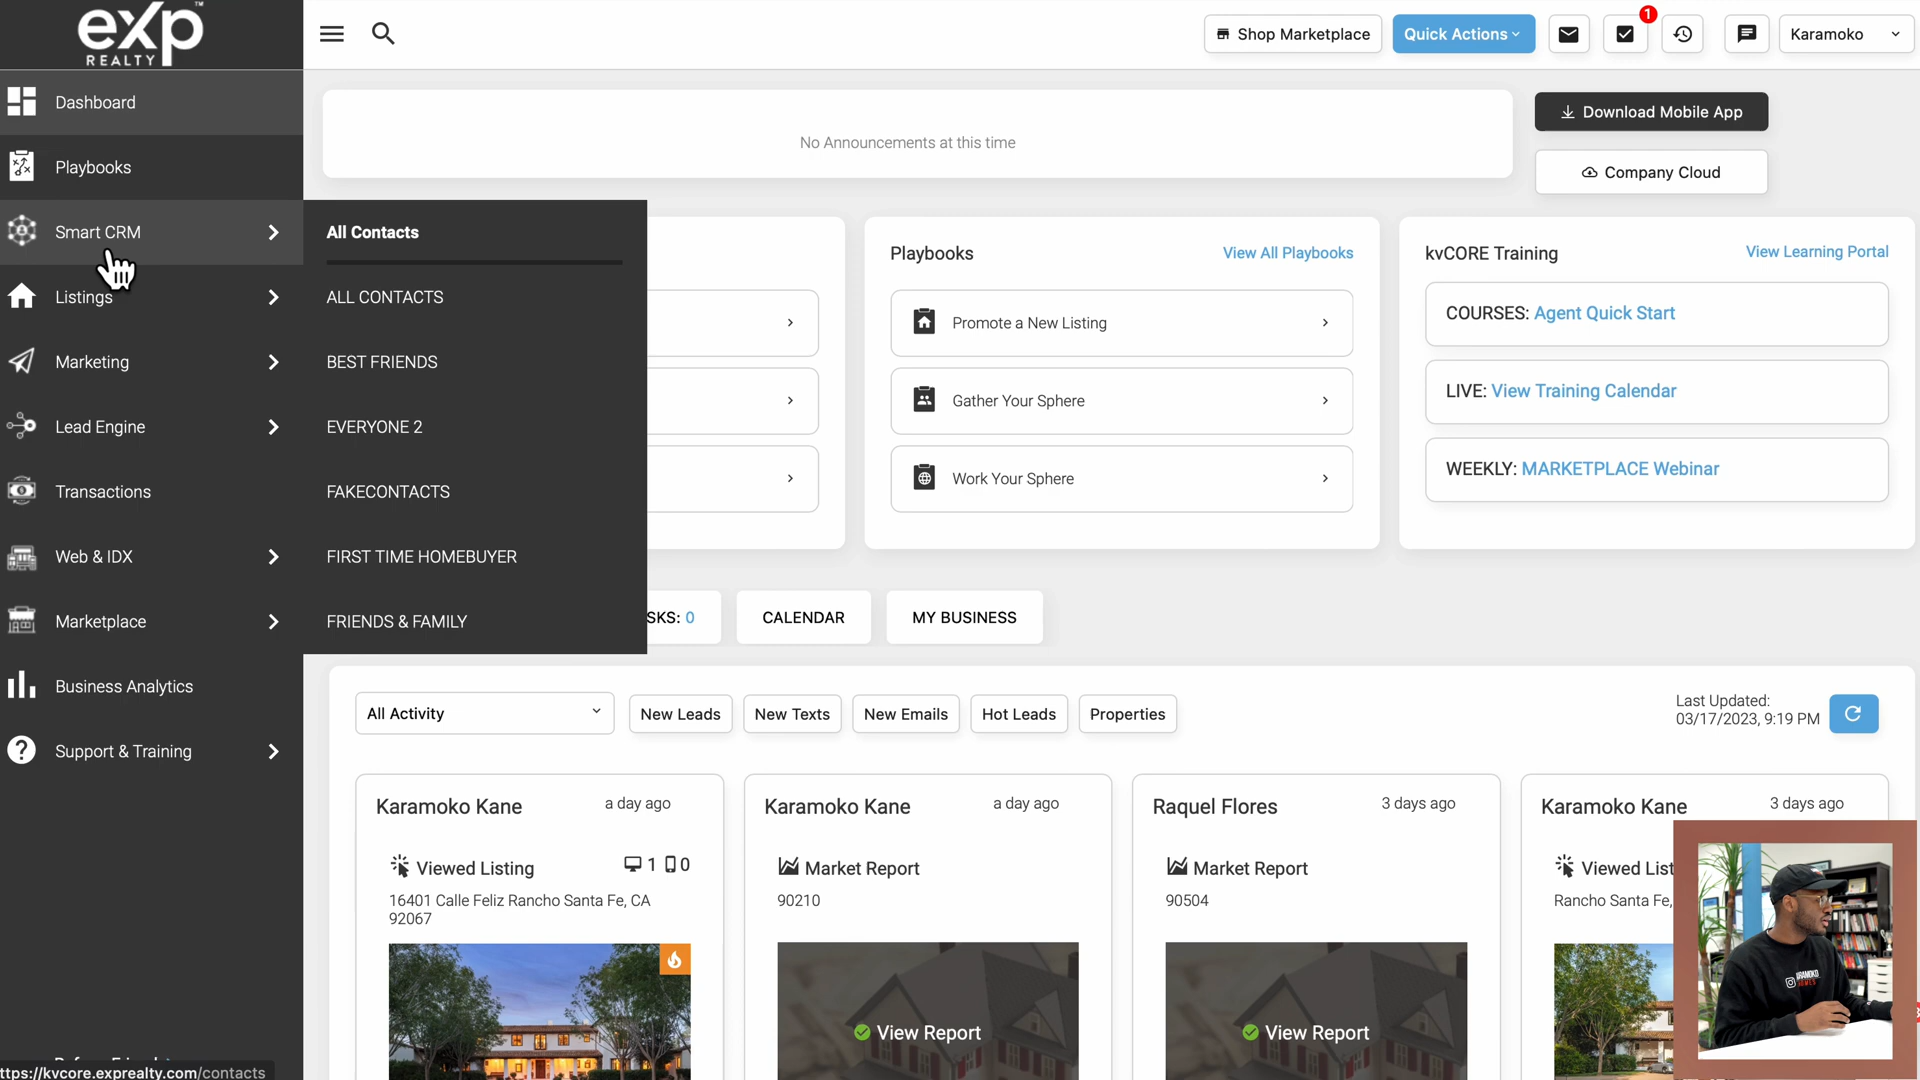 eXp™
REALTY
Shop Marketplace
Quick Actions
1
Karamoko
Dashboard
Playbooks
Smart CRM
Listings
Marketing
Lead Engine
Transactions
Web & IDX
Marketplace
Business Analytics
Support & Training
https://kvcore.exprealty.com/contacts
All Contacts
ALL CONTACTS
BEST FRIENDS
EVERYONE 2
FAKECONTACTS
FIRST TIME HOMEBUYER
FRIENDS & FAMILY
No Announcements at this time
Download Mobile App
Company Cloud
Playbooks
View All Playbooks
Promote a New Listing
Gather Your Sphere
Work Your Sphere
kvCORE Training
View Learning Portal
COURSES: Agent Quick Start
LIVE: View Training Calendar
WEEKLY: MARKETPLACE Webinar
SKS: 0
CALENDAR
MY BUSINESS
All Activity
New Leads
New Texts
New Emails
Hot Leads
Properties
Last Updated:
03/17/2023, 9:19 PM
Karamoko Kane
a day ago
Viewed Listing
1 0
16401 Calle Feliz Rancho Santa Fe, CA
92067
Karamoko Kane
a day ago
Market Report
90210
View Report
Raquel Flores
3 days ago
Market Report
90504
View Report
Karamoko Kane
3 days ago
Viewed List
Rancho Santa Fe,
KARAMOKO
HOMES